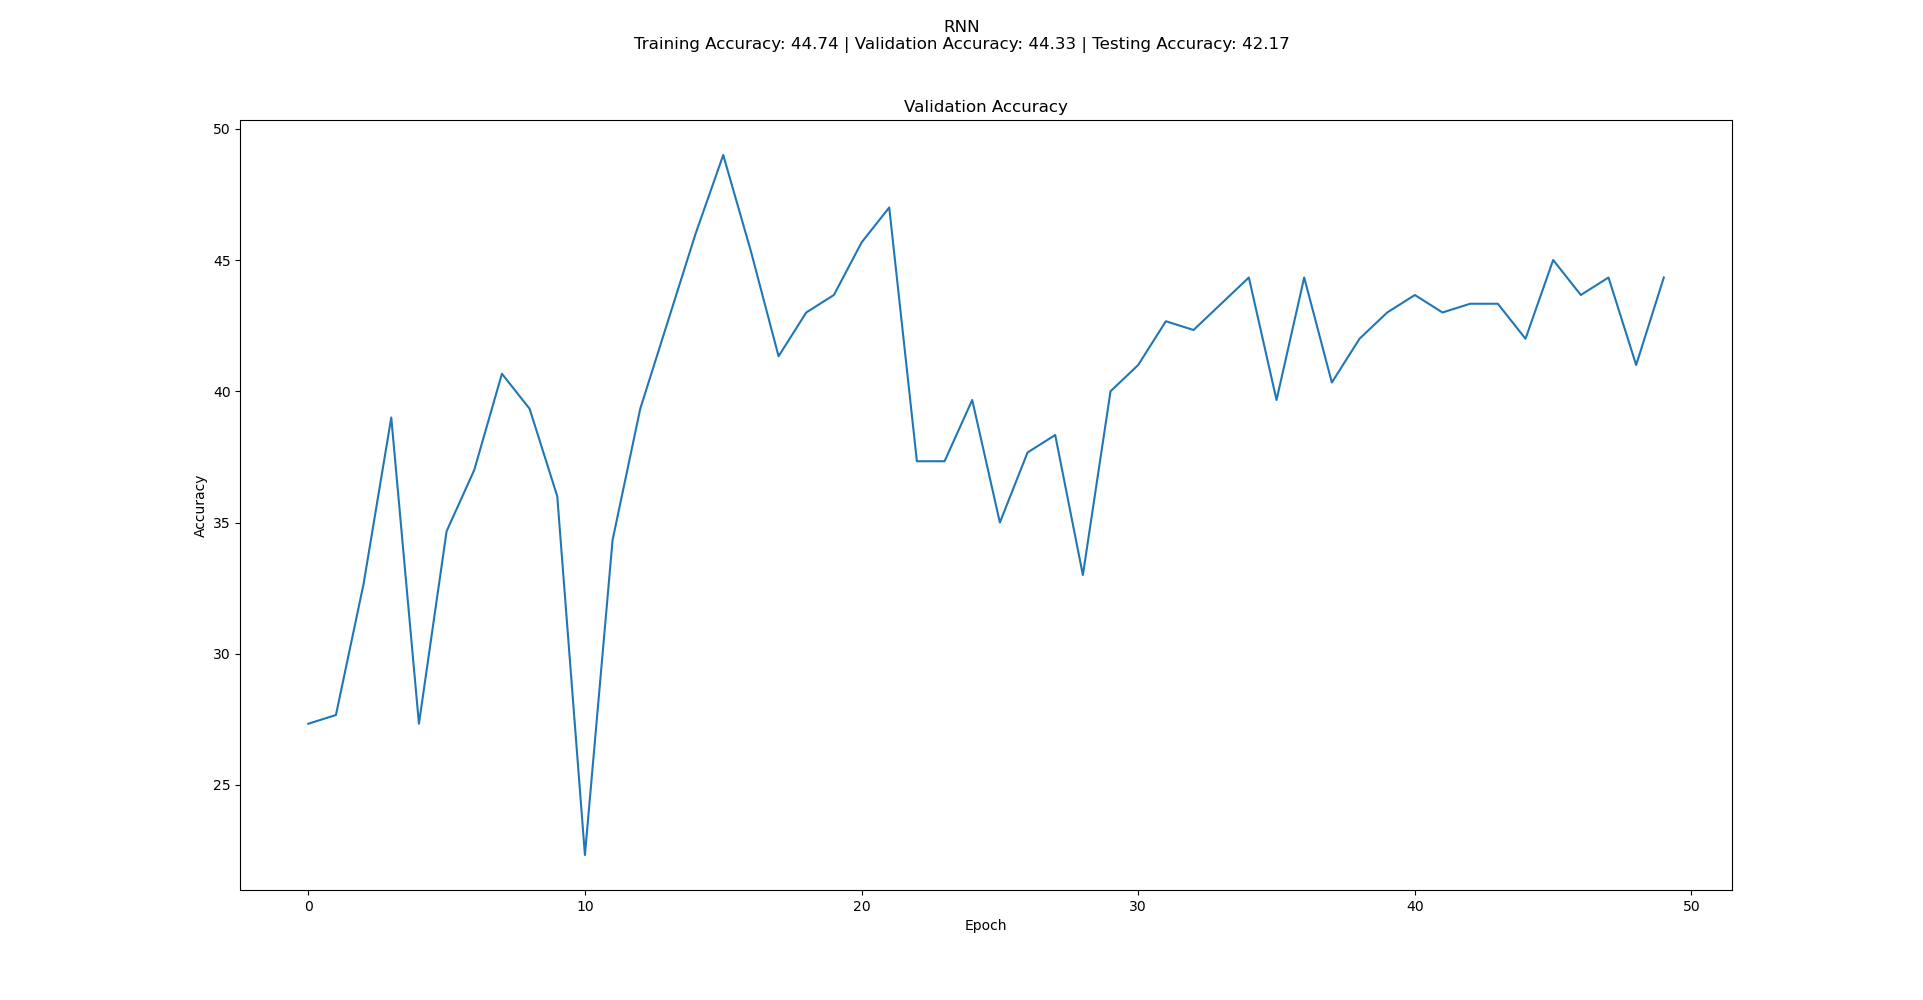 RNN
Training Accuracy: 44.74 | Validation Accuracy: 44.33 | Testing Accuracy: 42.17
Validation Accuracy
50
45
40
35
30
25
Accuracy
0 10 20 30 40 50
Epoch